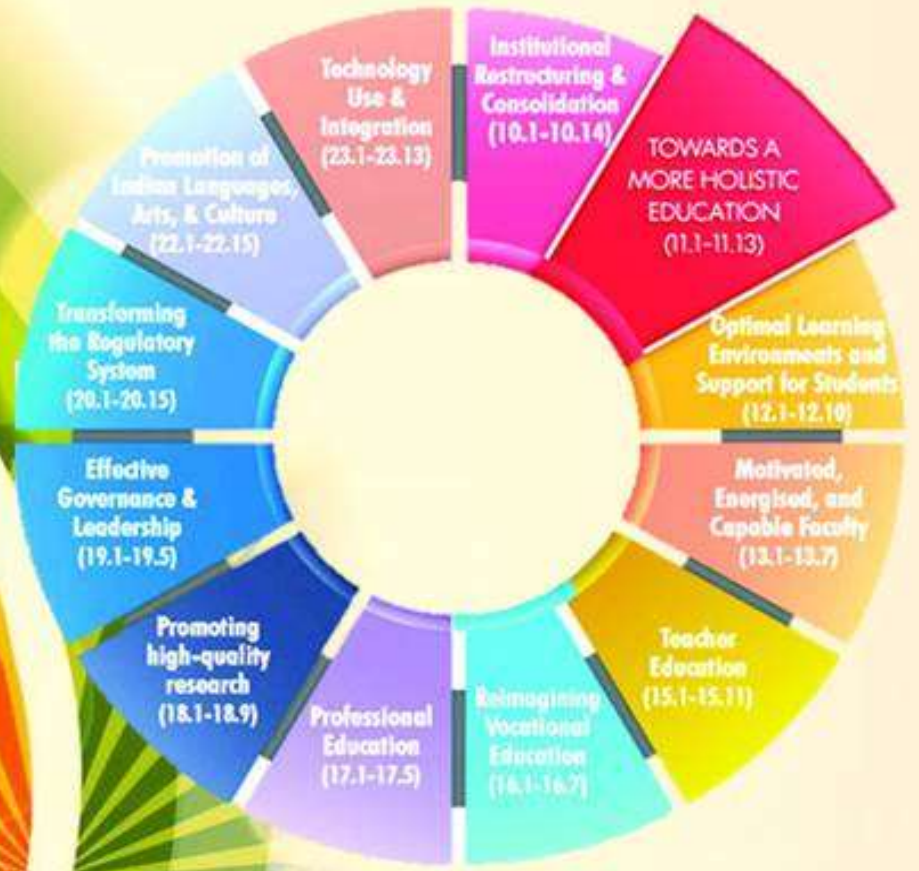 Institutional
Restructuring &
Consolidation
(10.1-10.14)
TOWARDS A
MORE HOLISTIC
EDUCATION
(11.1-11.13)
Optimal Learning
Environments and
Support for Students
(12.1-12.10)
Motivated,
Energised, and
Capable Faculty
(13.1-13.7)
Teacher
Education
(15.1-15.11)
Reimagining
Vocational
Education
(16.1-16.7)
Professional
Education
(17.1-17.5)
Promoting
high-quality
research
(18.1-18.9)
Effective
Governance &
Leadership
(19.1-19.5)
Transforming
the Regulatory
System
(20.1-20.15)
Promotion of
Indian Languages,
Arts, & Culture
(22.1-22.15)
Technology
Use &
Integration
(23.1-23.13)